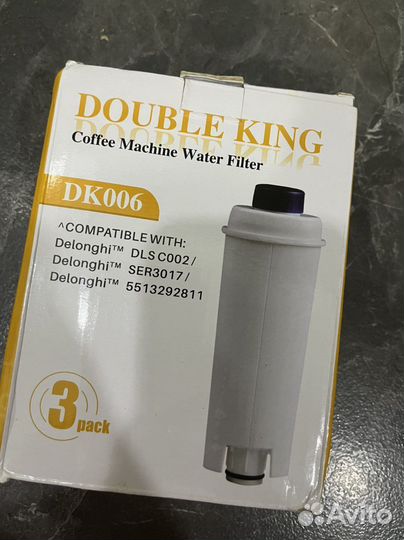 DOUBLE KING
Coffee Machine Water Filter
DK006
^COMPATIBLE WITH:
Delonghi™ DLS C002/
Delonghi™ SER3017/
Delonghi™ 5513292811
3 pack
Avito